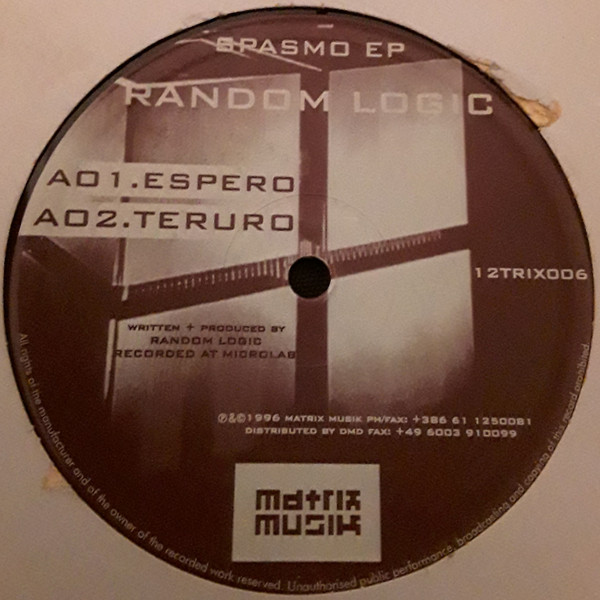 SPASMO EP
RANDOM LOGIC
A01.ESPERO
A02.TERURO
12TRIX006
WRITTEN + PRODUCED BY
RANDOM LOGIC
RECORDED AT MICROLAB
℗&©1996 MATRIX MUSIK PH/FAX: +386 61 1250081
DISTRIBUTED BY DMD FAX: +49 6003 910099
matrix
musik
All rights of the manufacturer and of the owner of the recorded work reserved. Unauthorised public performance, broadcasting and copying of this record prohibited.